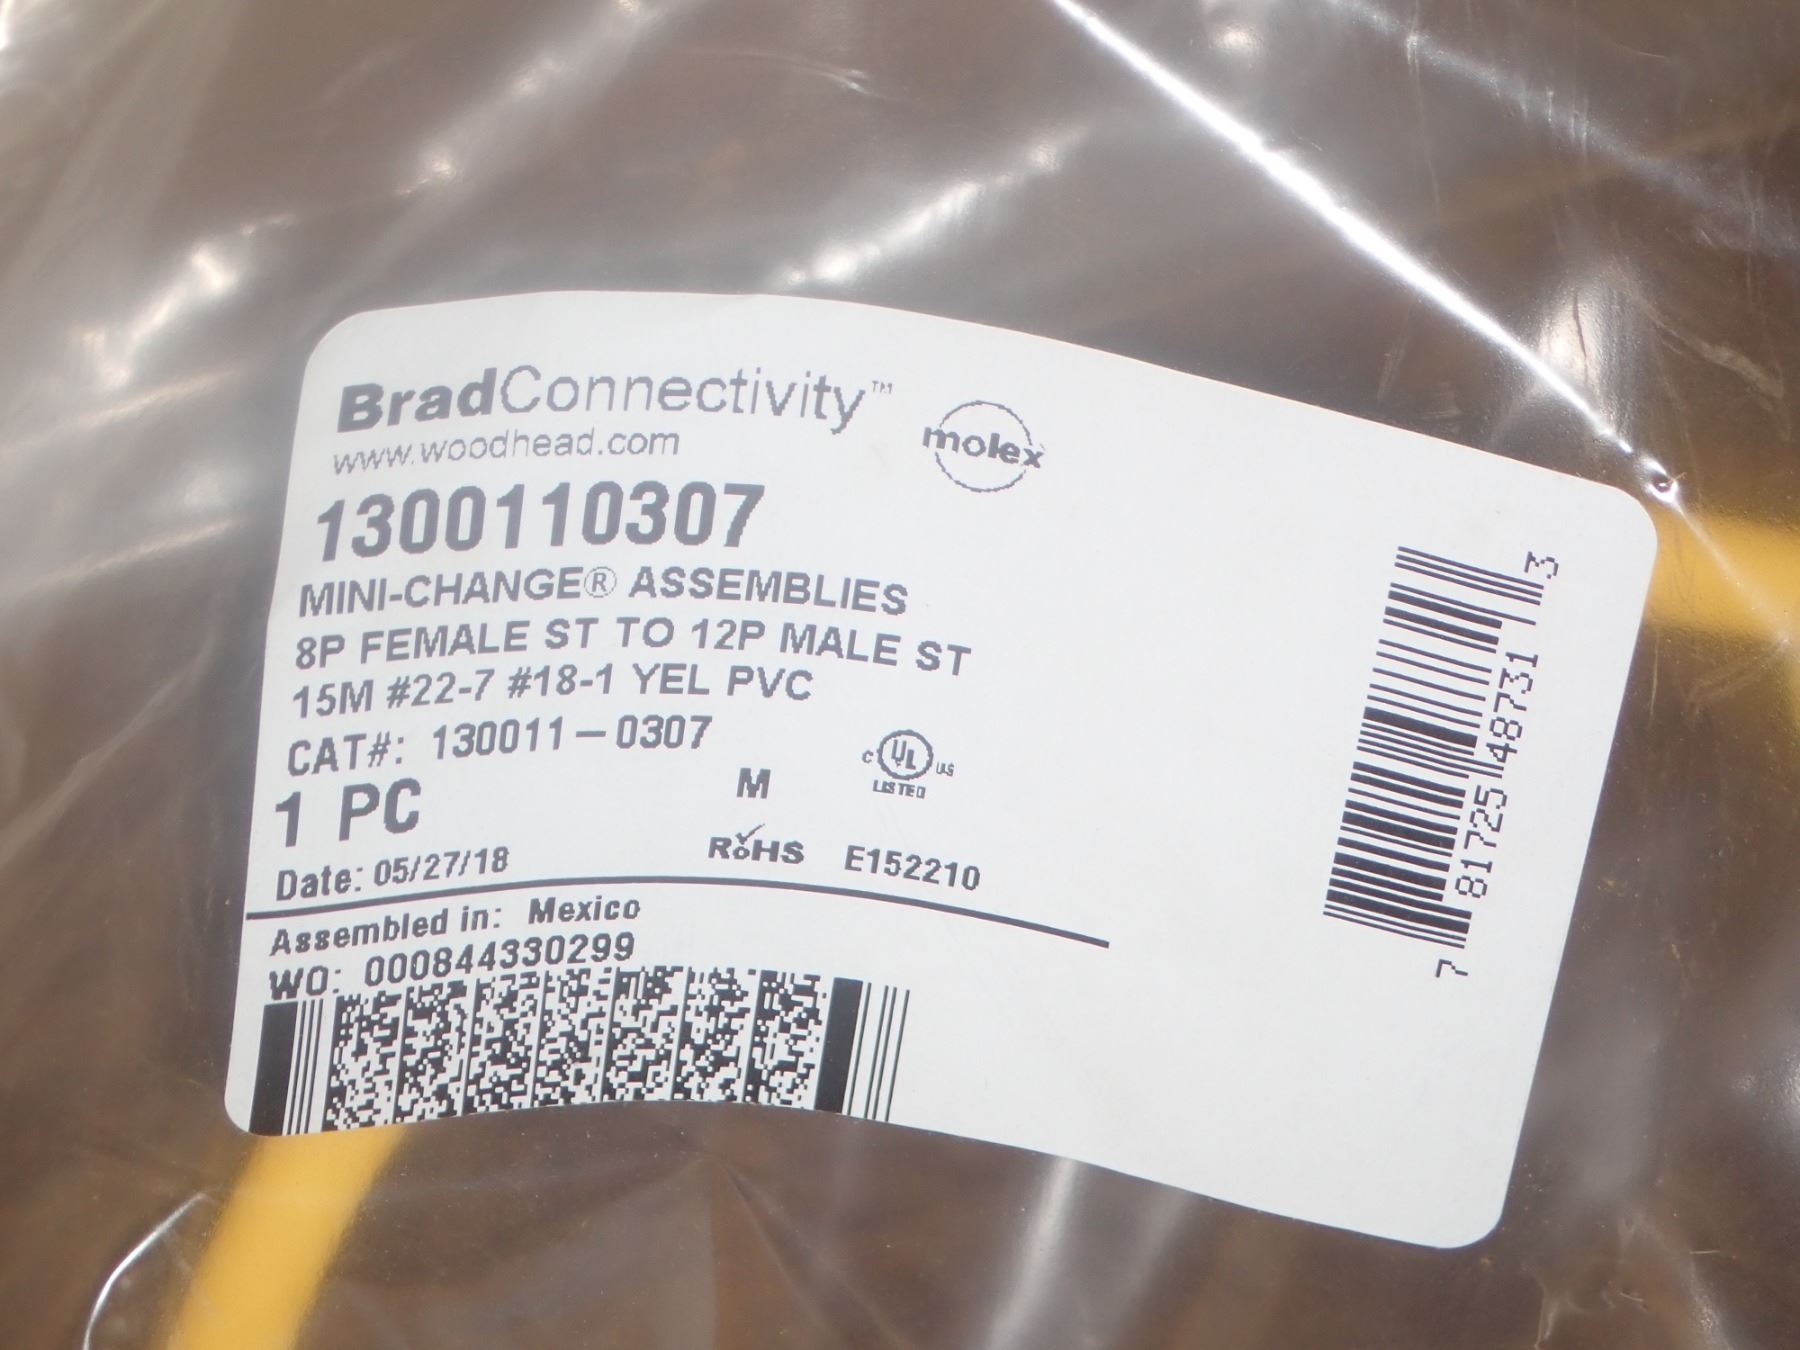 BradConnectivity™
molex
www.woodhead.com
1300110307
MINI-CHANGE® ASSEMBLIES
8P FEMALE ST TO 12P MALE ST
15M #22-7 #18-1 YEL PVC
CAT#: 130011-0307
1 PC
M
c UL US
LISTED
Date: 05/27/18
RoHS
E152210
Assembled in: Mexico
WO: 000844330299
7 81725 48731 3